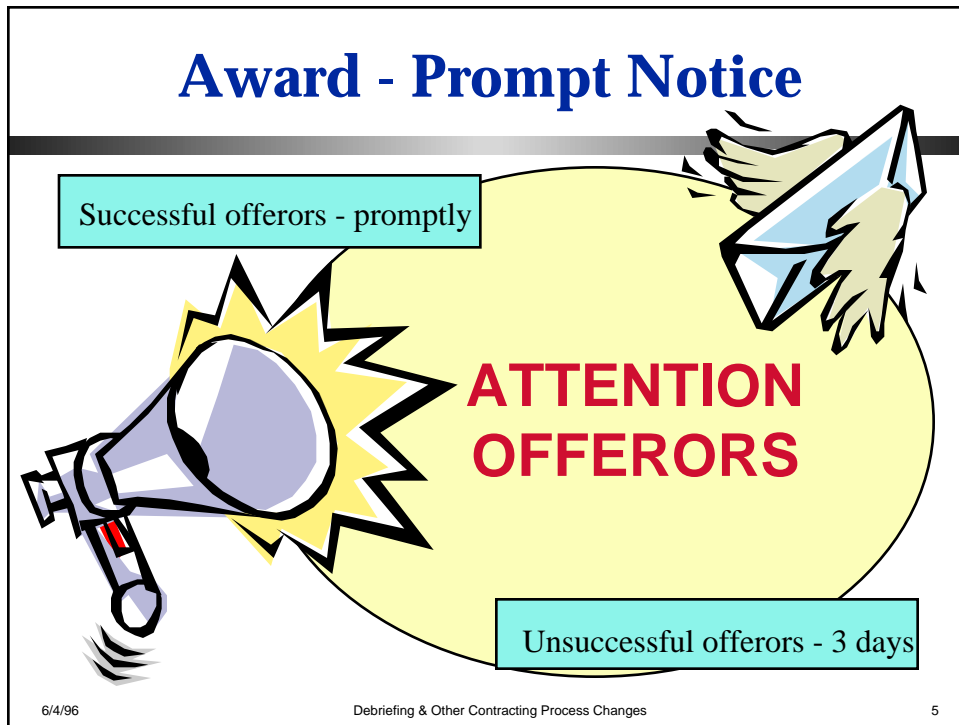 Award - Prompt Notice
Successful offerors - promptly
ATTENTION
OFFERORS
Unsuccessful offerors - 3 days
6/4/96
Debriefing & Other Contracting Process Changes
5